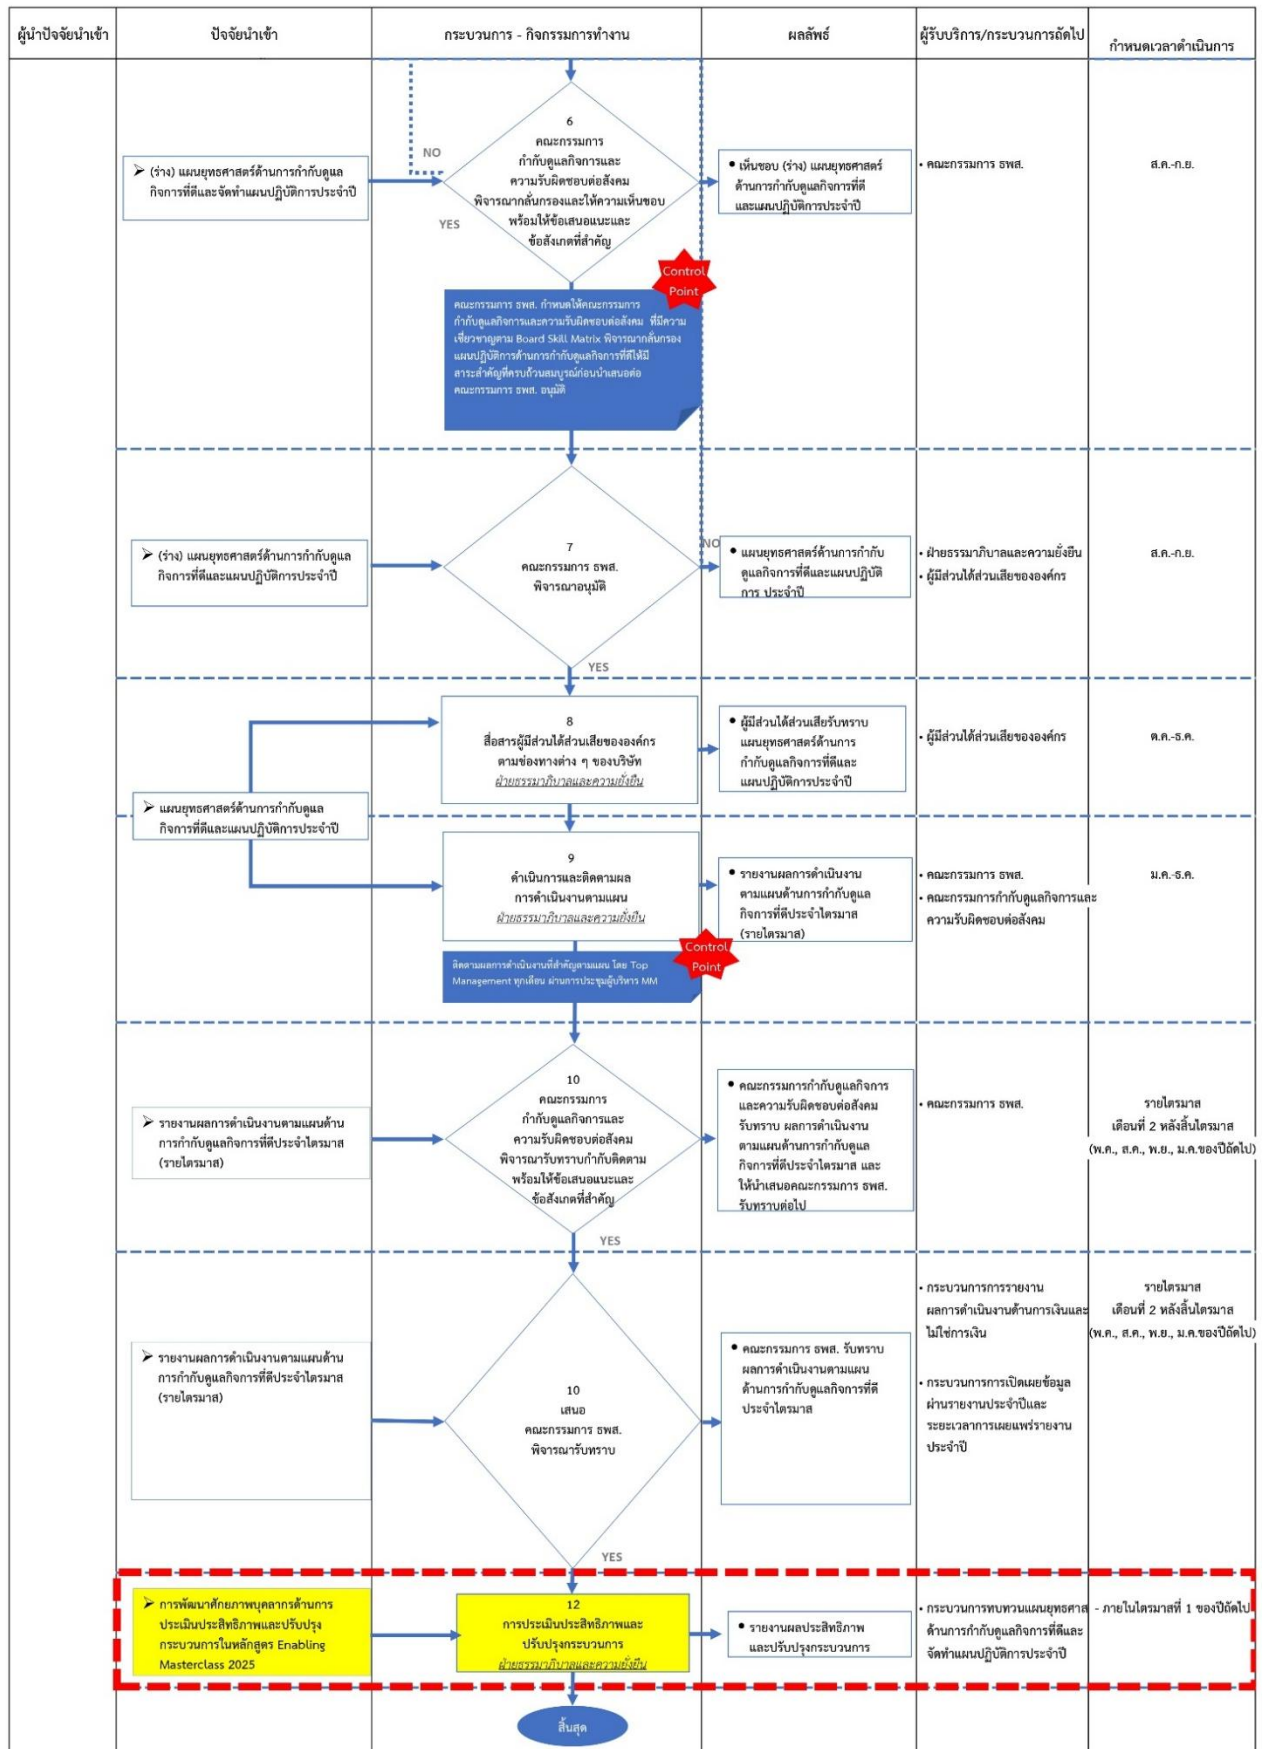 ผู้นำปัจจัยนำเข้า
ปัจจัยนำเข้า
กระบวนการ - กิจกรรมการทำงาน
ผลลัพธ์
ผู้รับบริการ/กระบวนการถัดไป
กำหนดเวลาดำเนินการ
➢ (ร่าง) แผนยุทธศาสตร์ด้านการกำกับดูแล
กิจการที่ดีและจัดทำแผนปฏิบัติการประจำปี
NO
YES
6
คณะกรรมการ
กำกับดูแลกิจการและ
ความรับผิดชอบต่อสังคม
พิจารณากลั่นกรองและให้ความเห็นชอบ
พร้อมให้ข้อเสนอแนะและ
ข้อสังเกตที่สำคัญ
• เห็นชอบ (ร่าง) แผนยุทธศาสตร์
ด้านการกำกับดูแลกิจการที่ดี
และแผนปฏิบัติการประจำปี
• คณะกรรมการ ธพส.
ส.ค.-ก.ย.
Control
Point
คณะกรรมการ ธพส. กำหนดให้คณะกรรมการ
กำกับดูแลกิจการและความรับผิดชอบต่อสังคม ที่มีความ
เชี่ยวชาญตาม Board Skill Matrix พิจารณากลั่นกรอง
แผนปฏิบัติการด้านการกำกับดูแลกิจการที่ดีให้มี
สาระสำคัญที่ครบถ้วนสมบูรณ์ก่อนนำเสนอต่อ
คณะกรรมการ ธพส. อนุมัติ
➢ (ร่าง) แผนยุทธศาสตร์ด้านการกำกับดูแล
กิจการที่ดีและแผนปฏิบัติการประจำปี
7
คณะกรรมการ ธพส.
พิจารณาอนุมัติ
NO
YES
• แผนยุทธศาสตร์ด้านการกำกับ
ดูแลกิจการที่ดีและแผนปฏิบัติ
การ ประจำปี
• ฝ่ายธรรมาภิบาลและความยั่งยืน
• ผู้มีส่วนได้ส่วนเสียขององค์กร
ส.ค.-ก.ย.
➢ แผนยุทธศาสตร์ด้านการกำกับดูแล
กิจการที่ดีและแผนปฏิบัติการประจำปี
8
สื่อสารผู้มีส่วนได้ส่วนเสียขององค์กร
ตามช่องทางต่าง ๆ ของบริษัท
ฝ่ายธรรมาภิบาลและความยั่งยืน
• ผู้มีส่วนได้ส่วนเสียรับทราบ
แผนยุทธศาสตร์ด้านการ
กำกับดูแลกิจการที่ดีและ
แผนปฏิบัติการประจำปี
• ผู้มีส่วนได้ส่วนเสียขององค์กร
ต.ค.-ธ.ค.
9
ดำเนินการและติดตามผล
การดำเนินงานตามแผน
ฝ่ายธรรมาภิบาลและความยั่งยืน
• รายงานผลการดำเนินงาน
ตามแผนด้านการกำกับดูแล
กิจการที่ดีประจำไตรมาส
(รายไตรมาส)
• คณะกรรมการ ธพส.
• คณะกรรมการกำกับดูแลกิจการและ
ความรับผิดชอบต่อสังคม
ม.ค.-ธ.ค.
Control
Point
ติดตามผลการดำเนินงานที่สำคัญตามแผน โดย Top
Management ทุกเดือน ผ่านการประชุมผู้บริหาร MM
➢ รายงานผลการดำเนินงานตามแผนด้าน
การกำกับดูแลกิจการที่ดีประจำไตรมาส
(รายไตรมาส)
10
คณะกรรมการ
กำกับดูแลกิจการและ
ความรับผิดชอบต่อสังคม
พิจารณารับทราบกำกับติดตาม
พร้อมให้ข้อเสนอแนะและ
ข้อสังเกตที่สำคัญ
YES
• คณะกรรมการกำกับดูแลกิจการ
และความรับผิดชอบต่อสังคม
รับทราบ ผลการดำเนินงาน
ตามแผนด้านการกำกับดูแล
กิจการที่ดีประจำไตรมาส และ
ให้นำเสนอคณะกรรมการ ธพส.
รับทราบต่อไป
• คณะกรรมการ ธพส.
รายไตรมาส
เดือนที่ 2 หลังสิ้นไตรมาส
(พ.ค., ส.ค., พ.ย., ม.ค.ของปีถัดไป)
➢ รายงานผลการดำเนินงานตามแผนด้าน
การกำกับดูแลกิจการที่ดีประจำไตรมาส
(รายไตรมาส)
10
เสนอ
คณะกรรมการ ธพส.
พิจารณารับทราบ
YES
• คณะกรรมการ ธพส. รับทราบ
ผลการดำเนินงานตามแผน
ด้านการกำกับดูแลกิจการที่ดี
ประจำไตรมาส
• กระบวนการการรายงาน
ผลการดำเนินงานด้านการเงินและ
ไม่ใช่การเงิน
• กระบวนการการเปิดเผยข้อมูล
ผ่านรายงานประจำปีและ
ระยะเวลาการเผยแพร่รายงาน
ประจำปี
รายไตรมาส
เดือนที่ 2 หลังสิ้นไตรมาส
(พ.ค., ส.ค., พ.ย., ม.ค.ของปีถัดไป)
➢ การพัฒนาศักยภาพบุคลากรด้านการ
ประเมินประสิทธิภาพและปรับปรุง
กระบวนการในหลักสูตร Enabling
Masterclass 2025
12
การประเมินประสิทธิภาพและ
ปรับปรุงกระบวนการ
ฝ่ายธรรมาภิบาลและความยั่งยืน
• รายงานผลประสิทธิภาพ
และปรับปรุงกระบวนการ
• กระบวนการทบทวนแผนยุทธศาส
ด้านการกำกับดูแลกิจการที่ดีและ
จัดทำแผนปฏิบัติการประจำปี
- ภายในไตรมาสที่ 1 ของปีถัดไป
สิ้นสุด